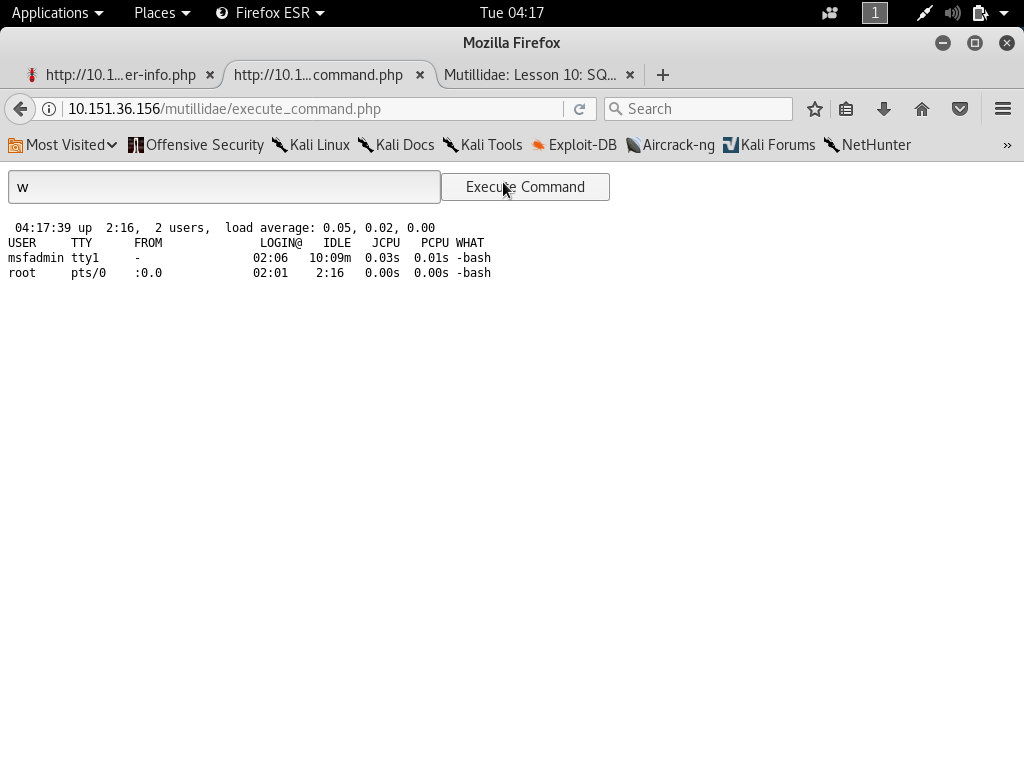 Applications Places Firefox ESR Tue 04:17 1
Mozilla Firefox
http://10.1...er-info.php http://10.1...command.php Mutillidae: Lesson 10: SQ...
10.151.36.156/mutillidae/execute_command.php Search
Most Visited Offensive Security Kali Linux Kali Docs Kali Tools Exploit-DB Aircrack-ng Kali Forums NetHunter »
w Execute Command
04:17:39 up 2:16, 2 users, load average: 0.05, 0.02, 0.00
USER TTY FROM LOGIN@ IDLE JCPU PCPU WHAT
msfadmin tty1 - 02:06 10:09m 0.03s 0.01s -bash
root pts/0 :0.0 02:01 2:16 0.00s 0.00s -bash